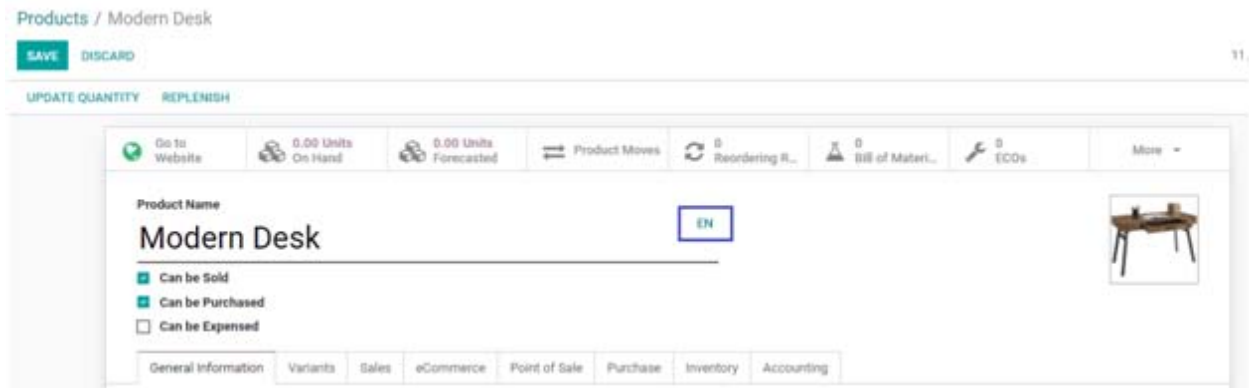 Products / Modern Desk
SAVE DISCARD
11
UPDATE QUANTITY REPLENISH
Go to Website
0.00 Units On Hand
0.00 Units Forecasted
Product Moves
0 Reordering R...
0 Bill of Materi...
0 ECOs
More
Product Name
EN
Modern Desk
Can be Sold
Can be Purchased
Can be Expensed
General Information Variants Sales eCommerce Point of Sale Purchase Inventory Accounting